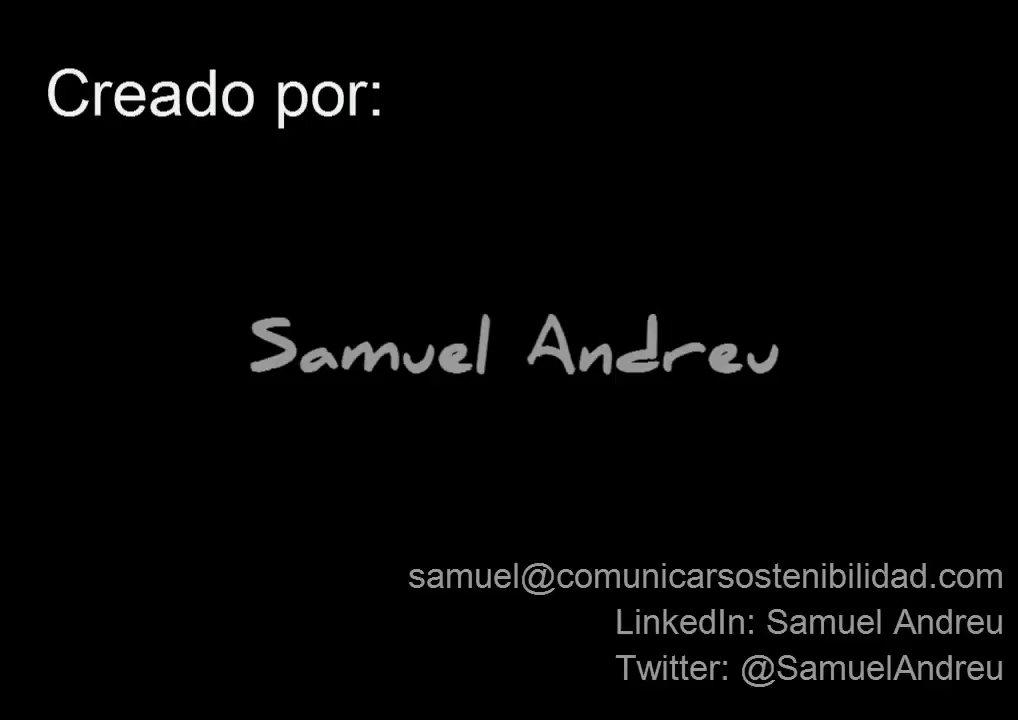 Creado por:
Samuel Andreu
samuel@comunicarsostenibilidad.com
LinkedIn: Samuel Andreu
Twitter: @SamuelAndreu